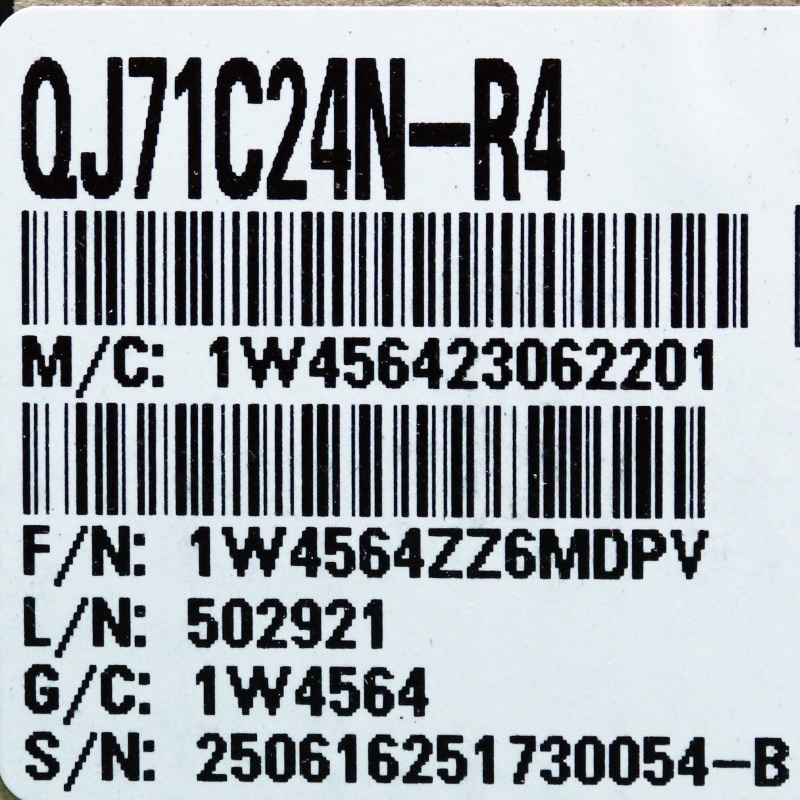 QJ71C24N-R4
M/C: 1W456423062201
F/N: 1W4564ZZ6MDPV
L/N: 502921
G/C: 1W4564
S/N: 250616251730054-B